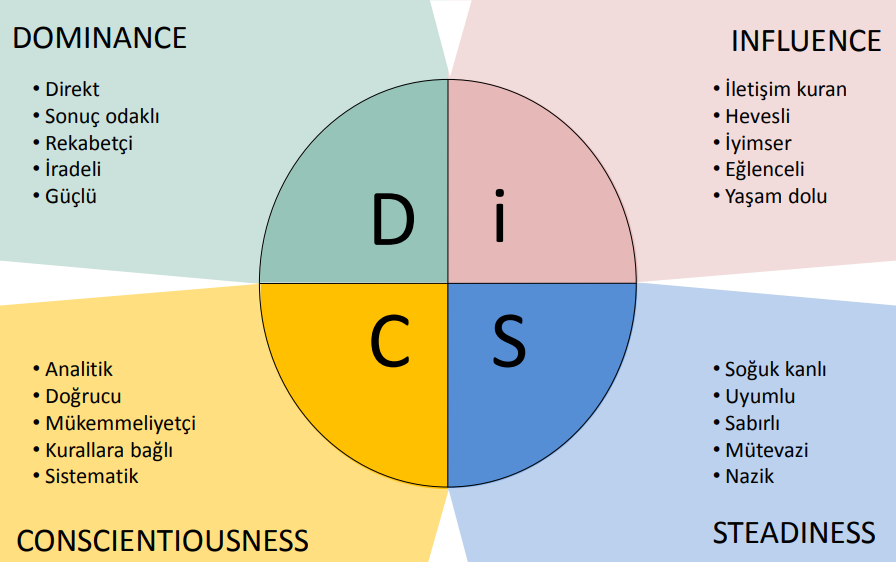 DOMINANCE
• Direkt
• Sonuç odaklı
• Rekabetçi
• İradeli
• Güçlü
INFLUENCE
• İletişim kuran
• Hevesli
• İyimser
• Eğlenceli
• Yaşam dolu
D
i
C
S
• Analitik
• Doğrucu
• Mükemmeliyetçi
• Kurallara bağlı
• Sistematik
CONSCIENTIOUSNESS
• Soğuk kanlı
• Uyumlu
• Sabırlı
• Mütevazi
• Nazik
STEADINESS